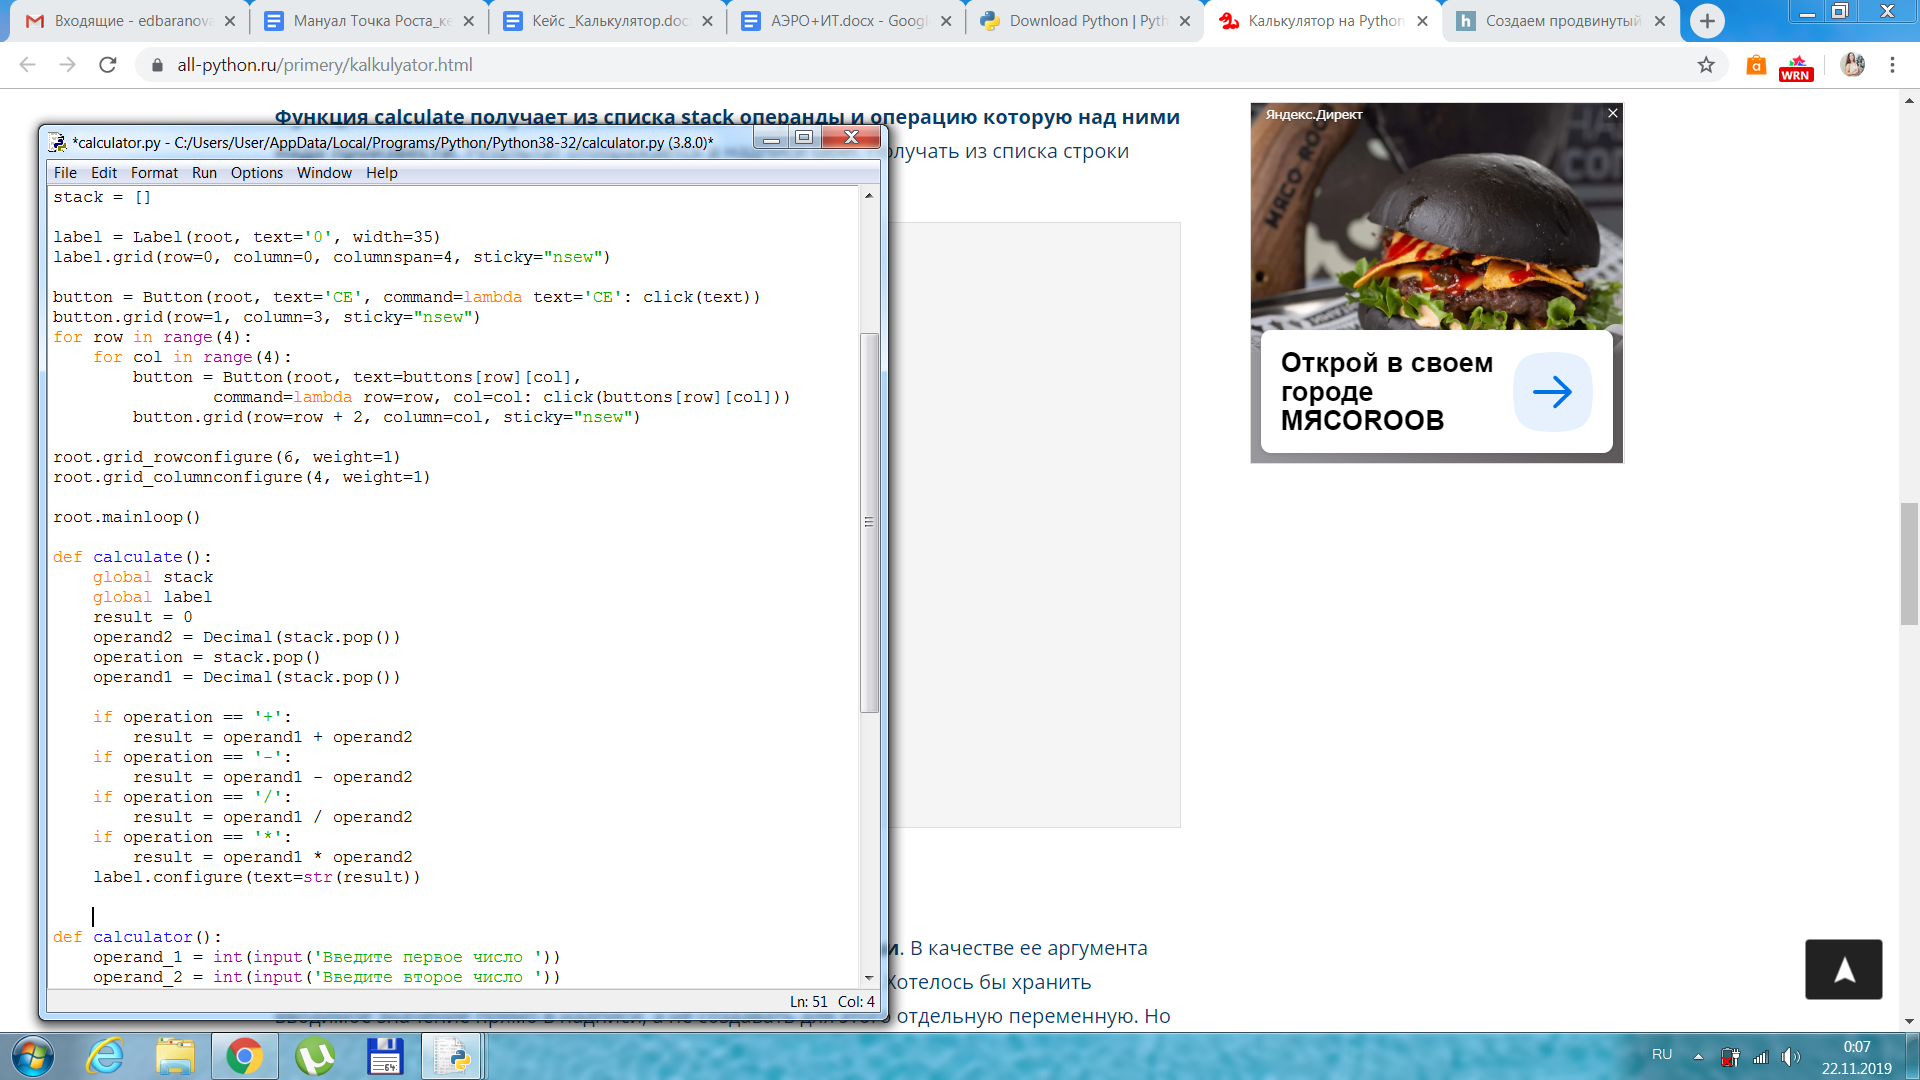 Входящие - edbaranova
Мануал Точка Роста_ке
Кейс _Калькулятор.doc
АЭРО+ИТ.docx - Googl
Download Python | Pyth
Калькулятор на Python
Создаем продвинутый
all-python.ru/primery/kalkulyator.html
WRN
Функция calculate получает из списка stack операнды и операцию которую над ними
олучать из списка строки
*calculator.py - C:/Users/User/AppData/Local/Programs/Python/Python38-32/calculator.py (3.8.0)*
File Edit Format Run Options Window Help
stack = []
label = Label(root, text='0', width=35)
label.grid(row=0, column=0, columnspan=4, sticky="nsew")
button = Button(root, text='CE', command=lambda text='CE': click(text))
button.grid(row=1, column=3, sticky="nsew")
for row in range(4):
    for col in range(4):
        button = Button(root, text=buttons[row][col],
                command=lambda row=row, col=col: click(buttons[row][col]))
        button.grid(row=row + 2, column=col, sticky="nsew")
root.grid_rowconfigure(6, weight=1)
root.grid_columnconfigure(4, weight=1)
root.mainloop()
def calculate():
    global stack
    global label
    result = 0
    operand2 = Decimal(stack.pop())
    operation = stack.pop()
    operand1 = Decimal(stack.pop())
    if operation == '+':
        result = operand1 + operand2
    if operation == '-':
        result = operand1 - operand2
    if operation == '/':
        result = operand1 / operand2
    if operation == '*':
        result = operand1 * operand2
    label.configure(text=str(result))
def calculator():
    operand_1 = int(input('Введите первое число '))
    operand_2 = int(input('Введите второе число '))
Ln: 51 Col: 4
и. В качестве ее аргумента
Хотелось бы хранить
отдельную переменную. Но
Яндекс.Директ
МЯСО ROO
Открой в своем
городе
МЯСOROOB
64
RU
0:07
22.11.2019